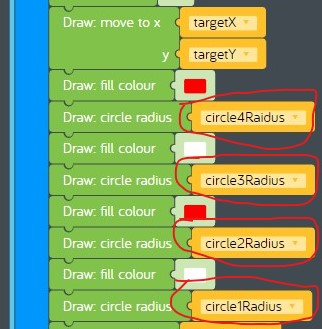 Draw: move to x targetX
y targetY
Draw: fill colour
Draw: circle radius circle4Raidus
Draw: fill colour
Draw: circle radius circle3Radius
Draw: fill colour
Draw: circle radius circle2Radius
Draw: fill colour
Draw: circle radius circle1Radius